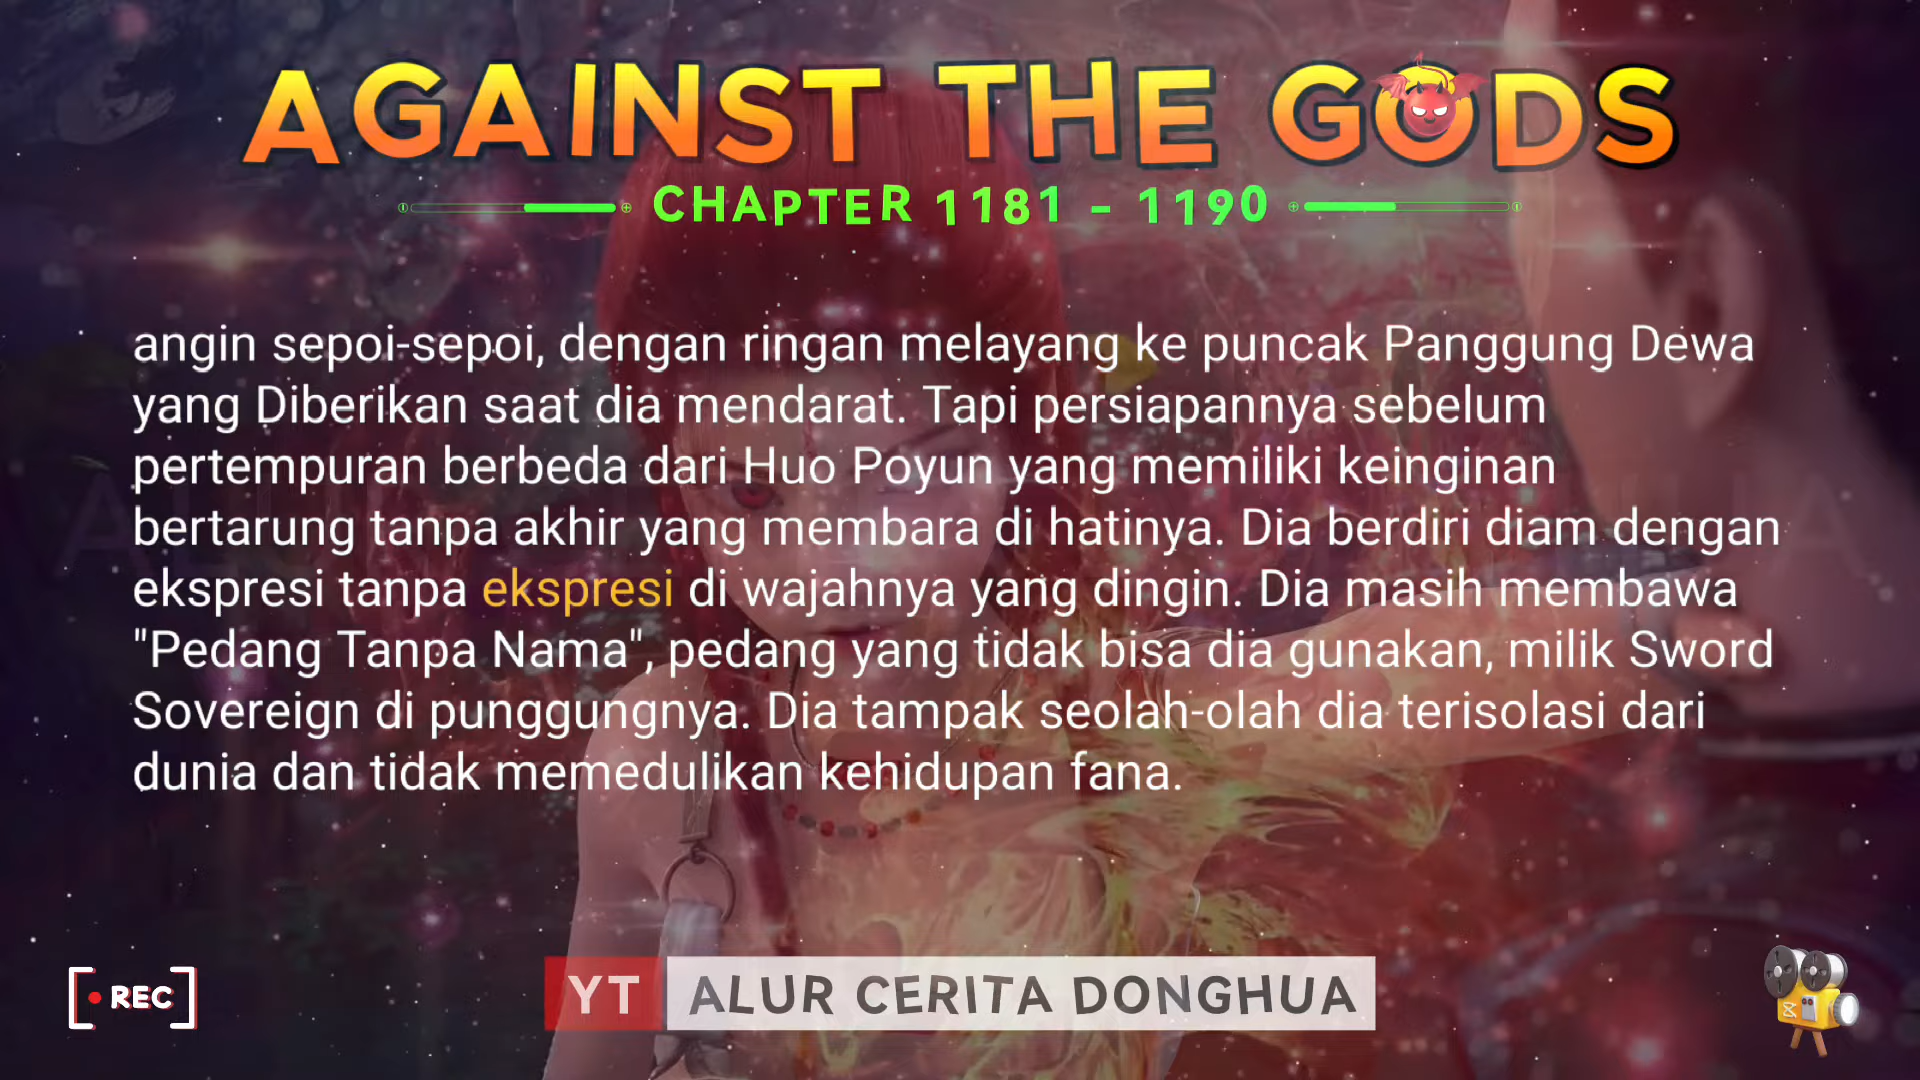 AGAINST THE GODS
CHAPTER 1181 - 1190
angin sepoi-sepoi, dengan ringan melayang ke puncak Panggung Dewa
yang Diberikan saat dia mendarat. Tapi persiapannya sebelum
pertempuran berbeda dari Huo Poyun yang memiliki keinginan
bertarung tanpa akhir yang membara di hatinya. Dia berdiri diam dengan
ekspresi tanpa ekspresi di wajahnya yang dingin. Dia masih membawa
"Pedang Tanpa Nama", pedang yang tidak bisa dia gunakan, milik Sword
Sovereign di punggungnya. Dia tampak seolah-olah dia terisolasi dari
dunia dan tidak memedulikan kehidupan fana.
REC
YT ALUR CERITA DONGHUA